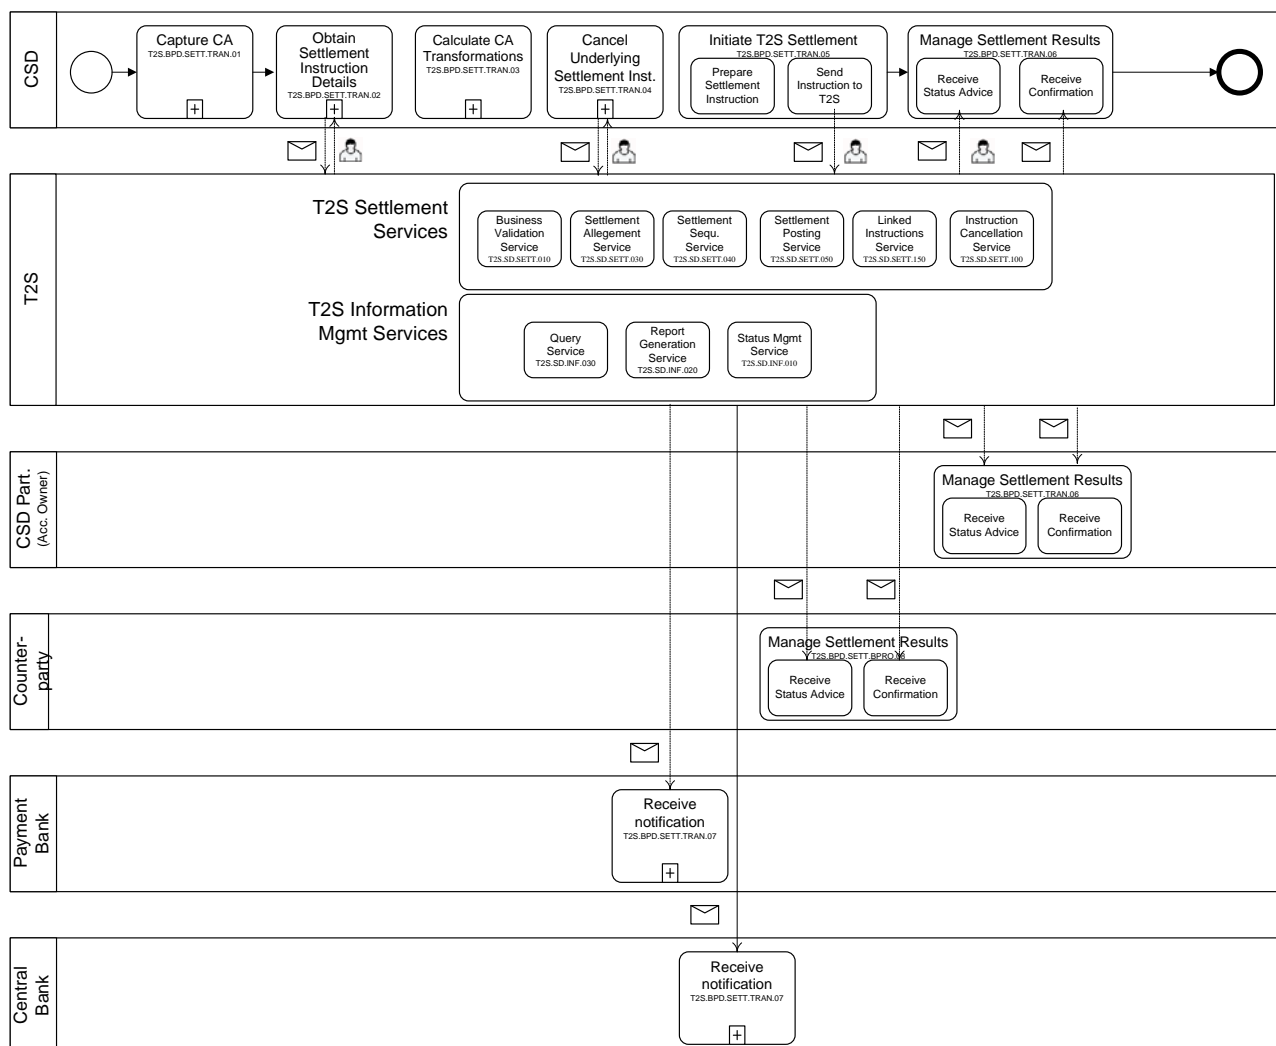 CSD
Capture CA
T2S.BPD.SETT.TRAN.01
Obtain
Settlement
Instruction
Details
T2S.BPD.SETT.TRAN.02
Calculate CA
Transformations
T2S.BPD.SETT.TRAN.03
Cancel
Underlying
Settlement Inst.
T2S.BPD.SETT.TRAN.04
Initiate T2S Settlement
T2S.BPD.SETT.TRAN.05
Prepare
Settlement
Instruction
Send
Instruction to
T2S
Manage Settlement Results
T2S.BPD.SETT.TRAN.06
Receive
Status Advice
Receive
Confirmation
T2S
T2S Settlement
Services
Business
Validation
Service
T2S.SD.SETT.010
Settlement
Allegement
Service
T2S.SD.SETT.030
Settlement
Sequ.
Service
T2S.SD.SETT.040
Settlement
Posting
Service
T2S.SD.SETT.050
Linked
Instructions
Service
T2S.SD.SETT.150
Instruction
Cancellation
Service
T2S.SD.SETT.100
T2S Information
Mgmt Services
Query
Service
T2S.SD.INF.030
Report
Generation
Service
T2S.SD.INF.020
Status Mgmt
Service
T2S.SD.INF.010
CSD Part.
(Acc. Owner)
Manage Settlement Results
T2S.BPD.SETT.TRAN.06
Receive
Status Advice
Receive
Confirmation
Counter-
party
Manage Settlement Results
Receive
Status Advice
Receive
Confirmation
Payment
Bank
Receive
notification
T2S.BPD.SETT.TRAN.07
Central
Bank
Receive
notification
T2S.BPD.SETT.TRAN.07